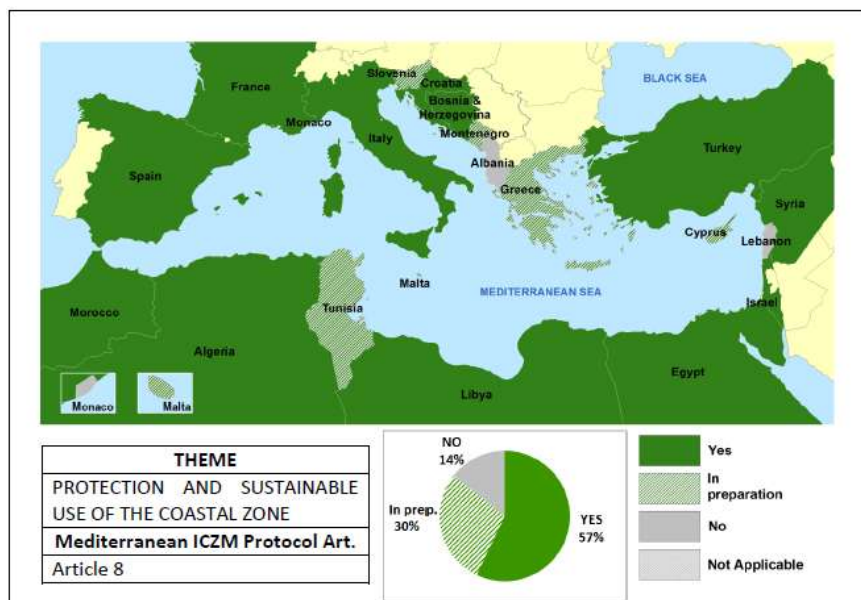 BLACK SEA
Slovenia
Croatia
France
Bosnia &
Herzegovina
Monaco
Italy
Montenegro
Albania
Turkey
Spain
Greece
Syria
Cyprus
Lebanon
Malta
MEDITERRANEAN SEA
Tunisia
Israel
Morocco
Algeria
Egypt
Libya
Monaco
Malta
THEME
PROTECTION AND SUSTAINABLE
USE OF THE COASTAL ZONE
Mediterranean ICZM Protocol Art.
Article 8
NO
14%
In prep.
30%
YES
57%
Yes
In
preparation
No
Not Applicable